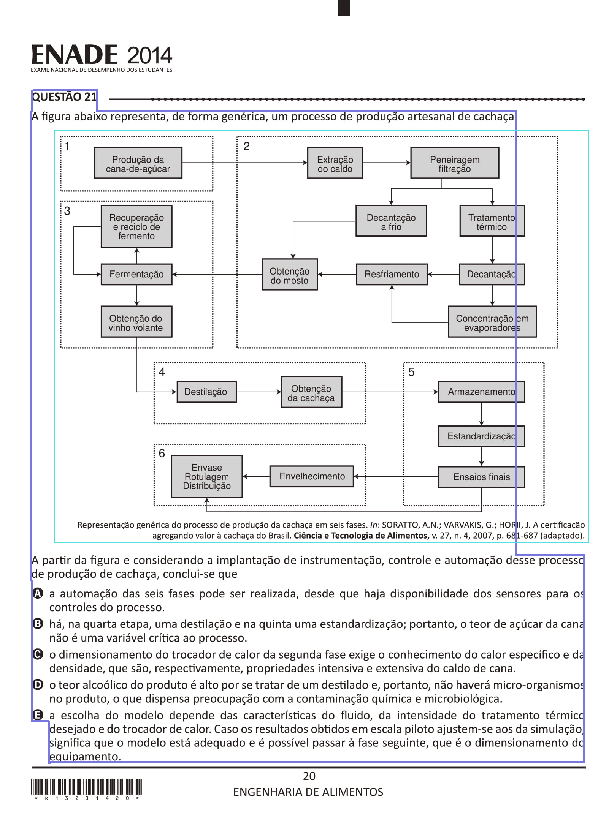 ENADE 2014
EXAME NACIONAL DE DESEMPENHO DOS ESTUDANTES
QUESTÃO 21
A figura abaixo representa, de forma genérica, um processo de produção artesanal de cachaça
1
Produção da
cana-de-açúcar
2
Extração
do caldo
Peneiragem
filtração
3
Recuperação
e reciclo de
fermento
Decantação
a frio
Tratamento
térmico
Fermentação
Obtenção
do mosto
Resfriamento
Decantação
Obtenção do
vinho volante
Concentração em
evaporadores
4
Destilação
Obtenção
da cachaça
5
Armazenamento
Estandardização
6
Envase
Rotulagem
Distribuição
Envelhecimento
Ensaios finais
Representação genérica do processo de produção da cachaça em seis fases. In: SORATTO, A.N.; VARVAKIS, G.; HORII, J. A certificação
agregando valor à cachaça do Brasil. Ciência e Tecnologia de Alimentos, v. 27, n. 4, 2007, p. 681-687 (adaptado).
A partir da figura e considerando a implantação de instrumentação, controle e automação desse processo
de produção de cachaça, conclui-se que
A a automação das seis fases pode ser realizada, desde que haja disponibilidade dos sensores para os
controles do processo.
B há, na quarta etapa, uma destilação e na quinta uma estandardização; portanto, o teor de açúcar da cana
não é uma variável crítica ao processo.
C o dimensionamento do trocador de calor da segunda fase exige o conhecimento do calor específico e da
densidade, que são, respectivamente, propriedades intensiva e extensiva do caldo de cana.
D o teor alcoólico do produto é alto por se tratar de um destilado e, portanto, não haverá micro-organismos
no produto, o que dispensa preocupação com a contaminação química e microbiológica.
E a escolha do modelo depende das características do fluido, da intensidade do tratamento térmico
desejado e do trocador de calor. Caso os resultados obtidos em escala piloto ajustem-se aos da simulação,
significa que o modelo está adequado e é possível passar à fase seguinte, que é o dimensionamento do
equipamento.
20
ENGENHARIA DE ALIMENTOS